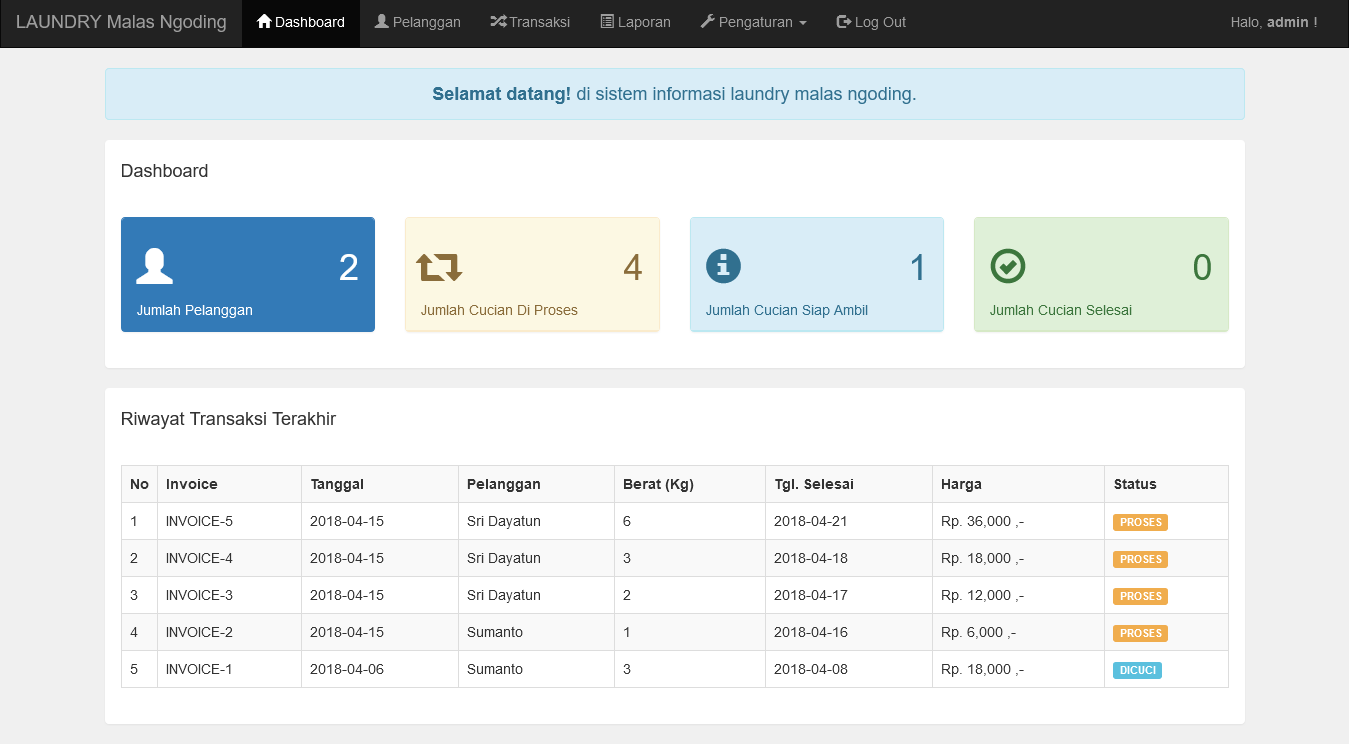 LAUNDRY Malas Ngoding Dashboard Pelanggan Transaksi Laporan Pengaturan Log Out Halo, admin !
Selamat datang! di sistem informasi laundry malas ngoding.
Dashboard
2
Jumlah Pelanggan
4
Jumlah Cucian Di Proses
1
Jumlah Cucian Siap Ambil
0
Jumlah Cucian Selesai
Riwayat Transaksi Terakhir
No Invoice Tanggal Pelanggan Berat (Kg) Tgl. Selesai Harga Status
1 INVOICE-5 2018-04-15 Sri Dayatun 6 2018-04-21 Rp. 36,000 ,- PROSES
2 INVOICE-4 2018-04-15 Sri Dayatun 3 2018-04-18 Rp. 18,000 ,- PROSES
3 INVOICE-3 2018-04-15 Sri Dayatun 2 2018-04-17 Rp. 12,000 ,- PROSES
4 INVOICE-2 2018-04-15 Sumanto 1 2018-04-16 Rp. 6,000 ,- PROSES
5 INVOICE-1 2018-04-06 Sumanto 3 2018-04-08 Rp. 18,000 ,- DICUCI